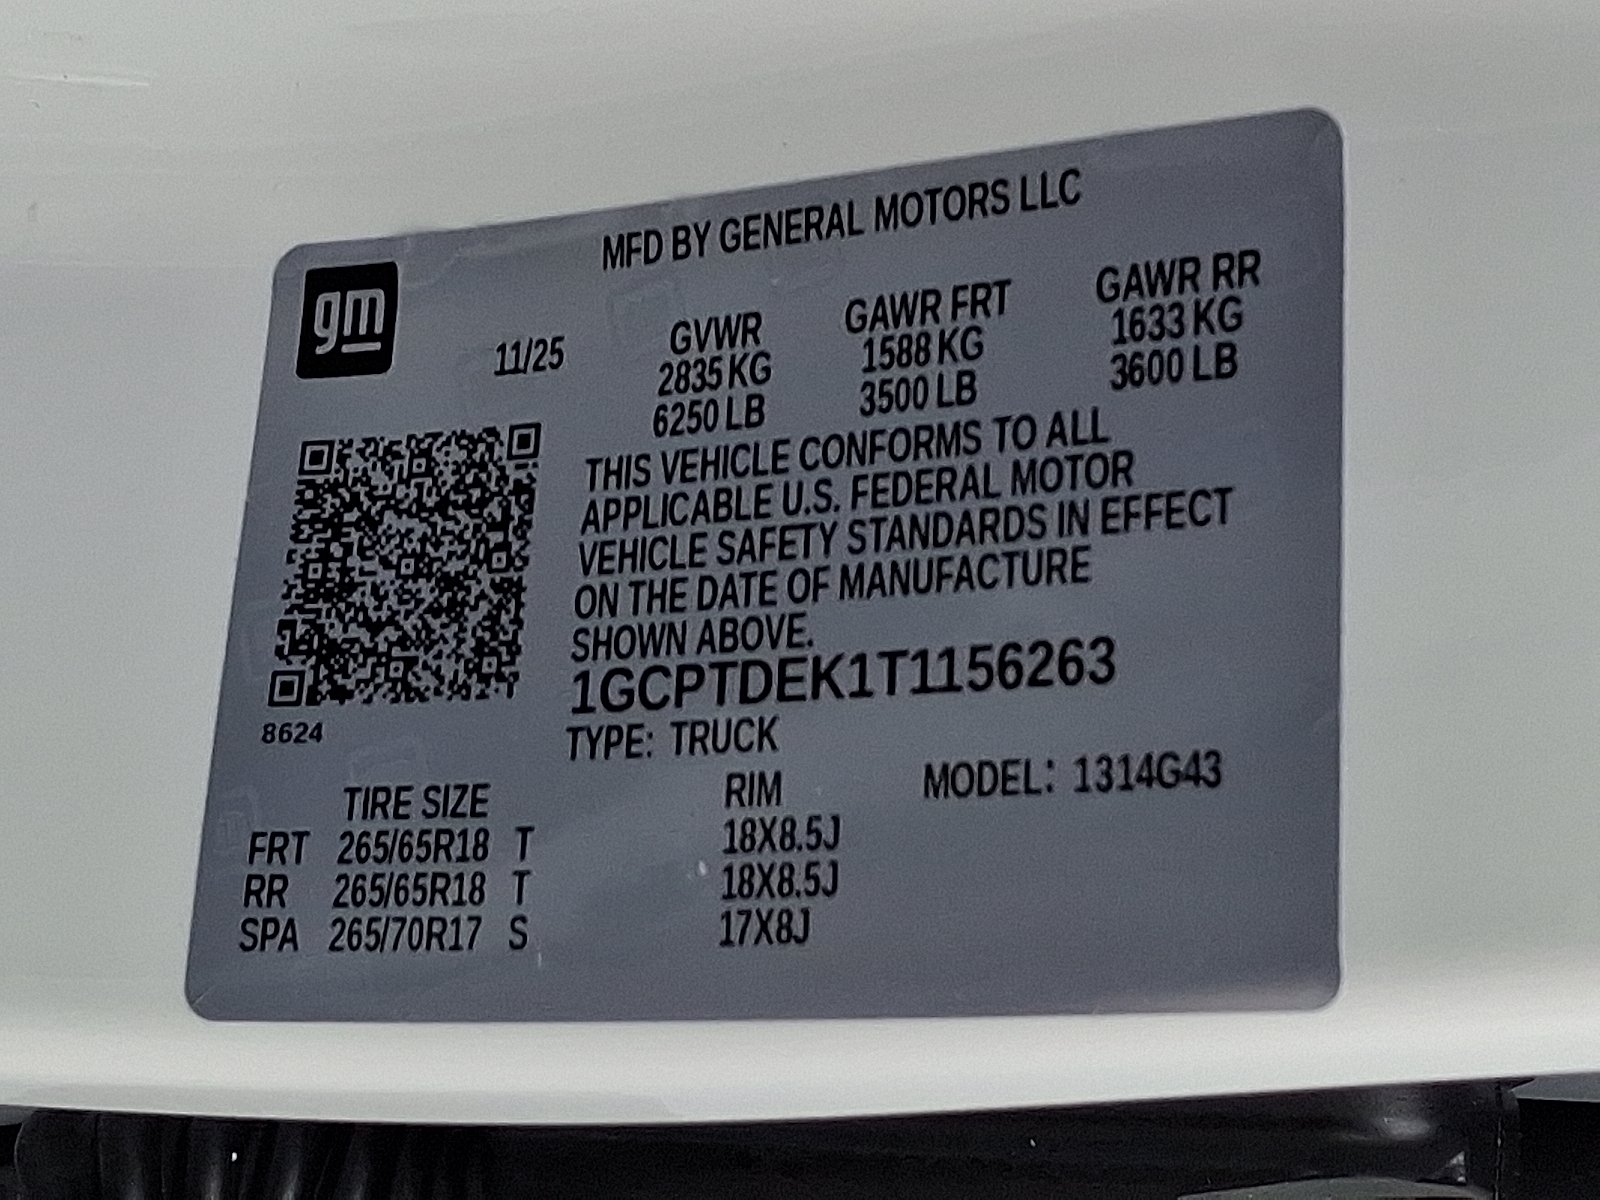 MFD BY GENERAL MOTORS LLC
gm
11/25
GVWR
2835 KG
6250 LB
GAWR FRT
1588 KG
3500 LB
GAWR RR
1633 KG
3600 LB
THIS VEHICLE CONFORMS TO ALL
APPLICABLE U.S. FEDERAL MOTOR
VEHICLE SAFETY STANDARDS IN EFFECT
ON THE DATE OF MANUFACTURE
SHOWN ABOVE.
1GCPTDEK1T1156263
8624
TYPE: TRUCK
TIRE SIZE RIM MODEL: 1314G43
FRT 265/65R18 T 18X8.5J
RR 265/65R18 T 18X8.5J
SPA 265/70R17 S 17X8J